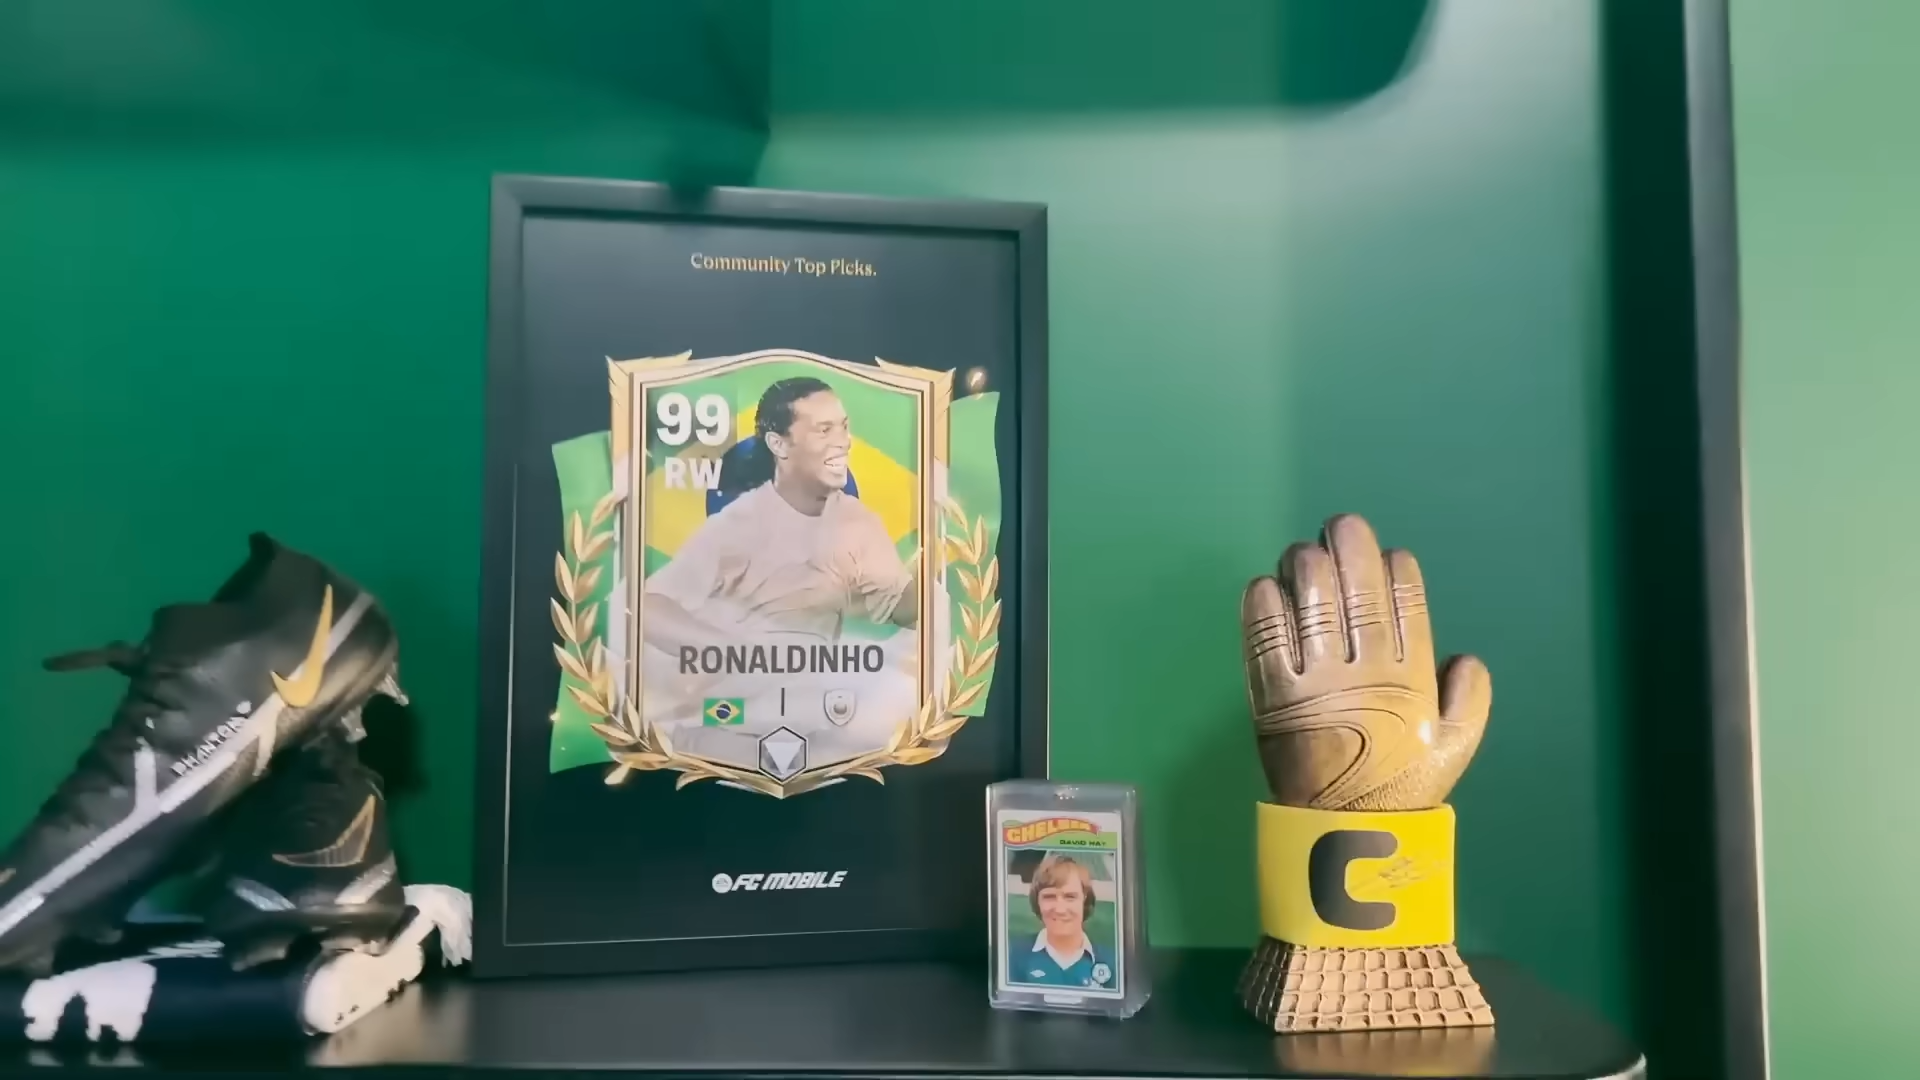 Community Top Picks.
99
RW
RONALDINHO
FC MOBILE
PHANTOM
CHELSEA
DAVID HAY
D
C